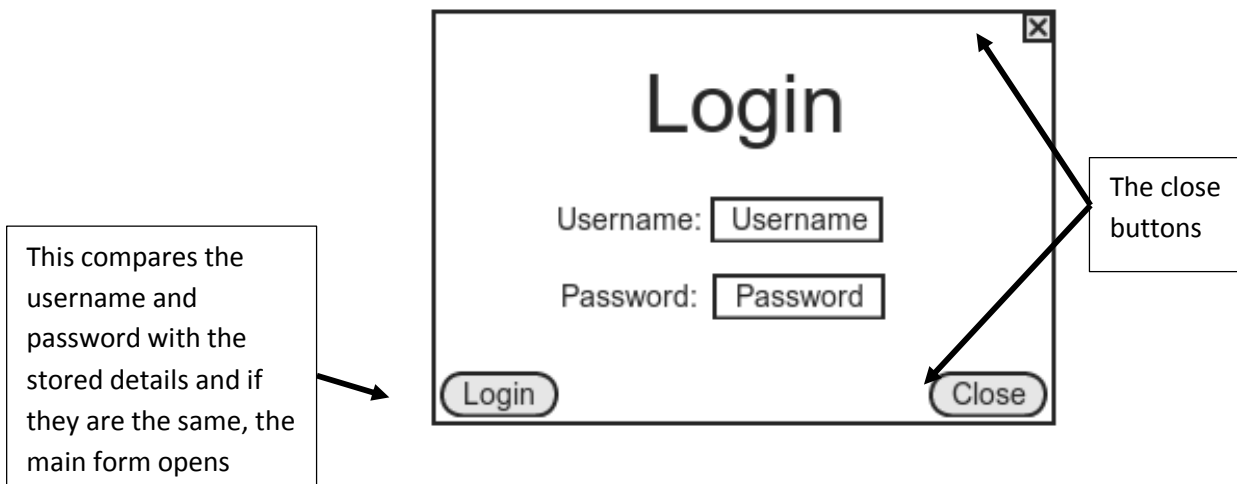 Login
The close
buttons
Username: Username
This compares the
username and
password with the
stored details and if
they are the same, the
main form opens
Password: Password
Login
Close